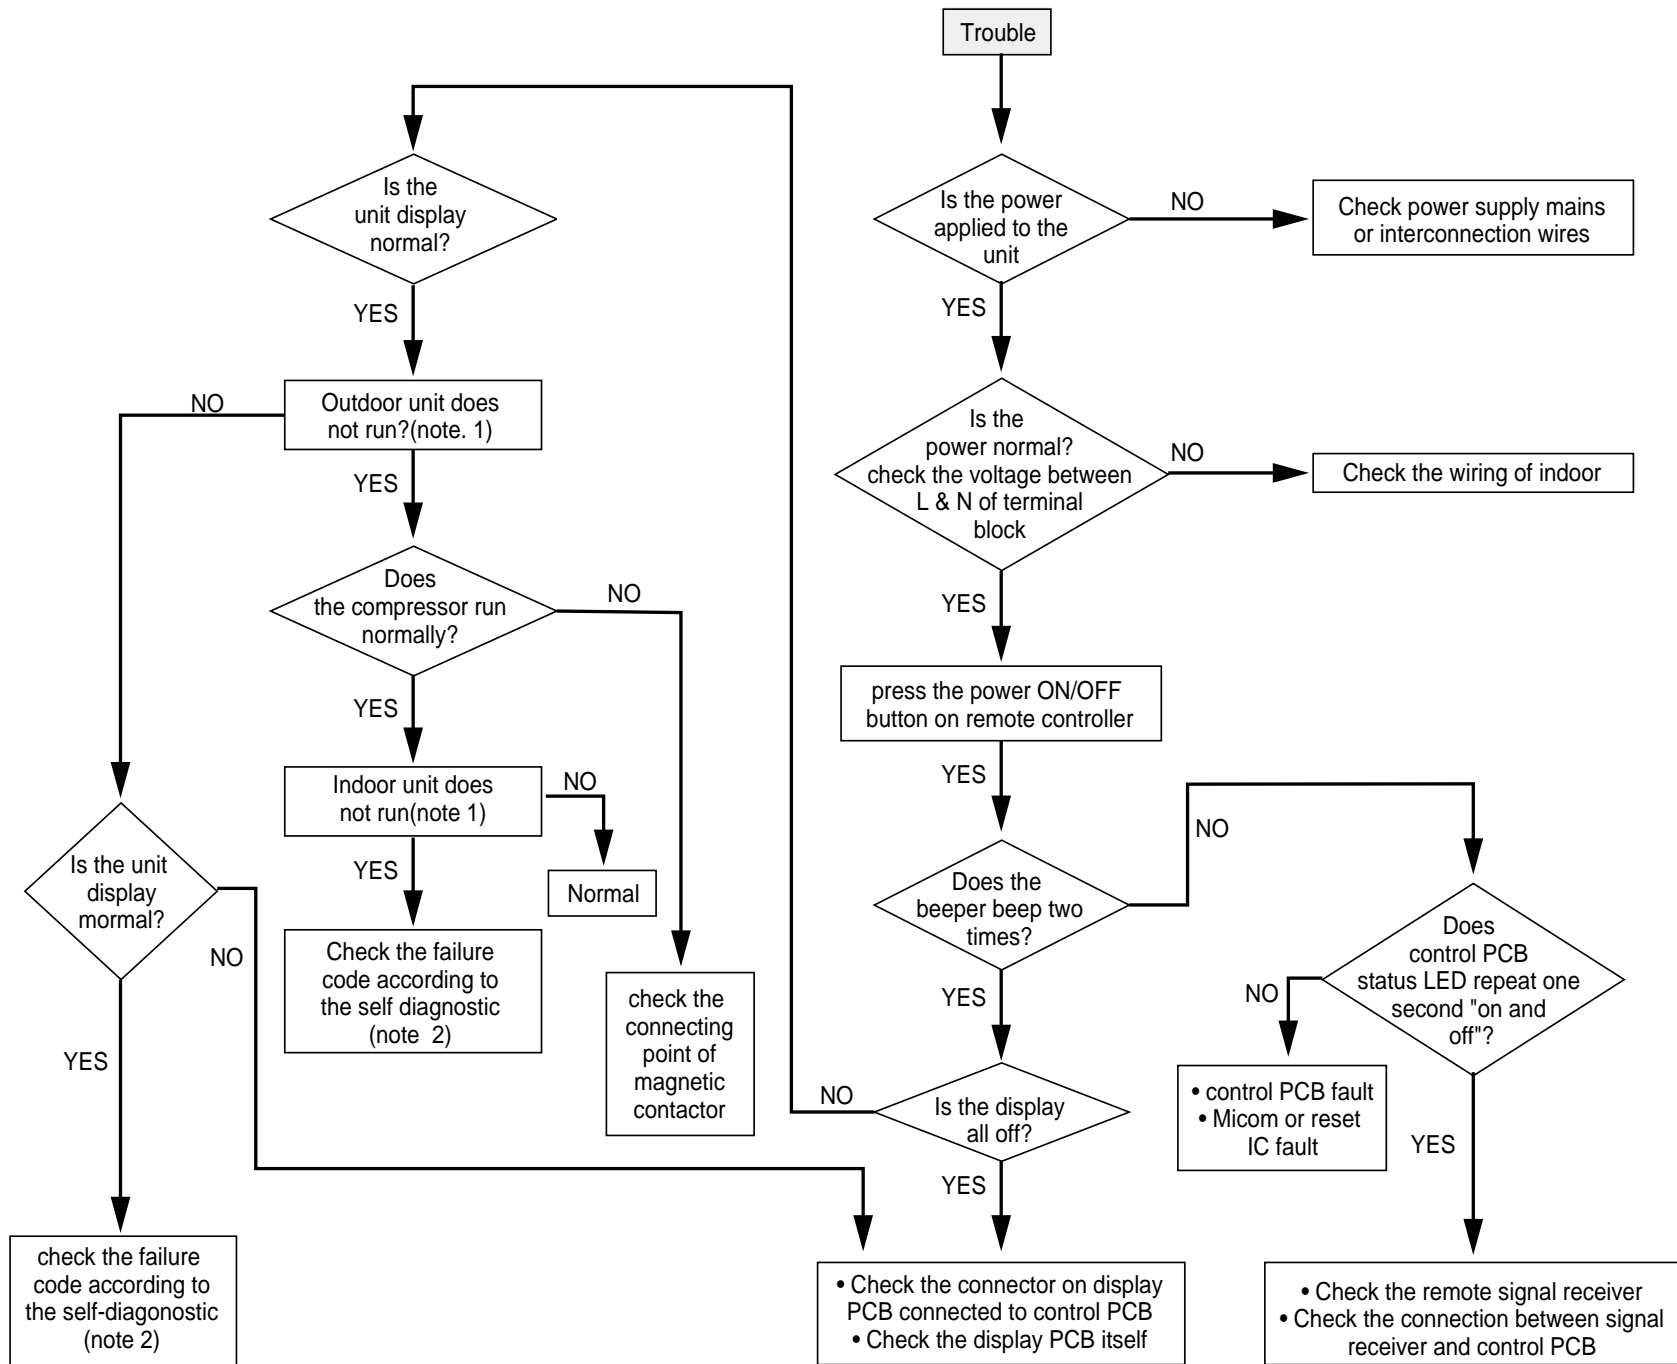 Trouble
Is the power
applied to the
unit
NO
Check power supply mains
or interconnection wires
YES
Is the
power normal?
check the voltage between
L & N of terminal
block
NO
Check the wiring of indoor
YES
press the power ON/OFF
button on remote controller
YES
Does the
beeper beep two
times?
NO
Does
control PCB
status LED repeat one
second "on and
off"?
NO
• control PCB fault
• Micom or reset
IC fault
YES
• Check the remote signal receiver
• Check the connection between signal
receiver and control PCB
YES
Is the display
all off?
YES
• Check the connector on display
PCB connected to control PCB
• Check the display PCB itself
NO
Is the
unit display
normal?
YES
Outdoor unit does
not run?(note. 1)
NO
YES
Does
the compressor run
normally?
NO
check the
connecting
point of
magnetic
contactor
YES
Indoor unit does
not run(note 1)
NO
Normal
YES
Check the failure
code according to
the self diagnostic
(note 2)
Is the unit
display
mormal?
NO
YES
check the failure
code according to
the self-diagonostic
(note 2)